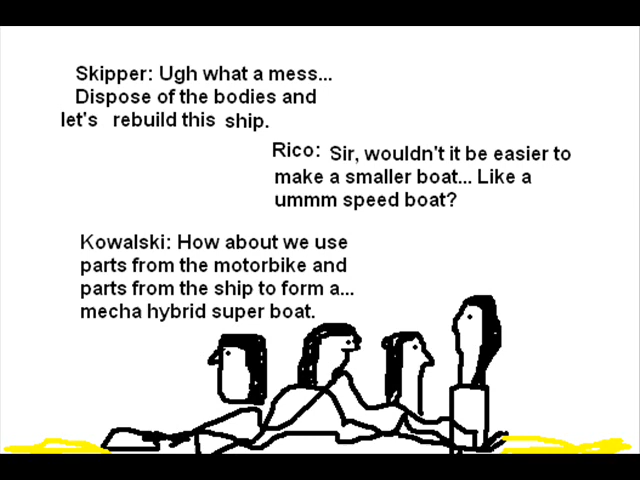 Skipper: Ugh what a mess...
Dispose of the bodies and
let's rebuild this ship.
Rico: Sir, wouldn't it be easier to
make a smaller boat... Like a
ummm speed boat?
Kowalski: How about we use
parts from the motorbike and
parts from the ship to form a...
mecha hybrid super boat.